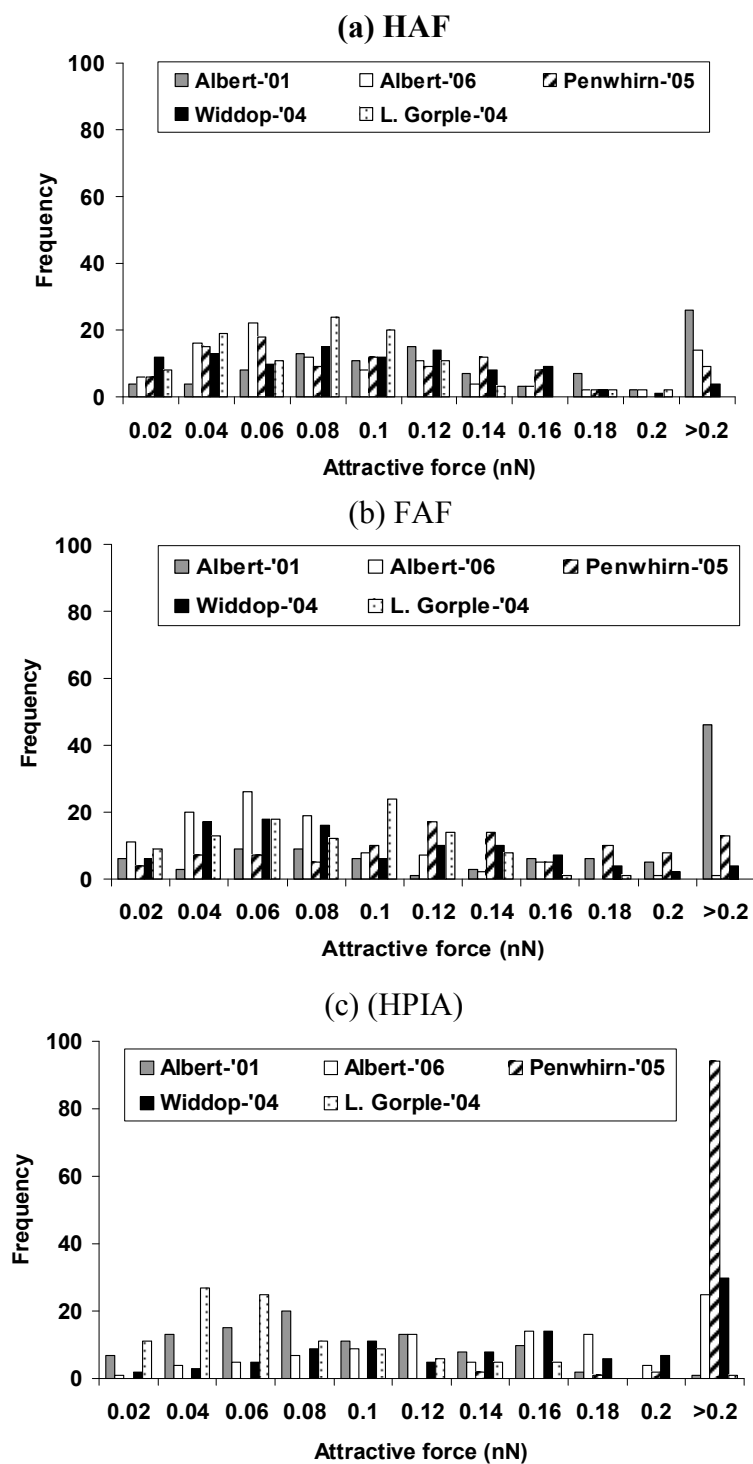 (a) HAF
100
Albert-'01 Albert-'06 Penwhirn-'05
Widdop-'04 L. Gorple-'04
80
60
40
20
0
Frequency
0.02 0.04 0.06 0.08 0.1 0.12 0.14 0.16 0.18 0.2 >0.2
Attractive force (nN)
(b) FAF
100
Albert-'01 Albert-'06 Penwhirn-'05
Widdop-'04 L. Gorple-'04
80
60
40
20
0
Frequency
0.02 0.04 0.06 0.08 0.1 0.12 0.14 0.16 0.18 0.2 >0.2
Attractive force (nN)
(c) (HPIA)
100
Albert-'01 Albert-'06 Penwhirn-'05
Widdop-'04 L. Gorple-'04
80
60
40
20
0
Frequency
0.02 0.04 0.06 0.08 0.1 0.12 0.14 0.16 0.18 0.2 >0.2
Attractive force (nN)